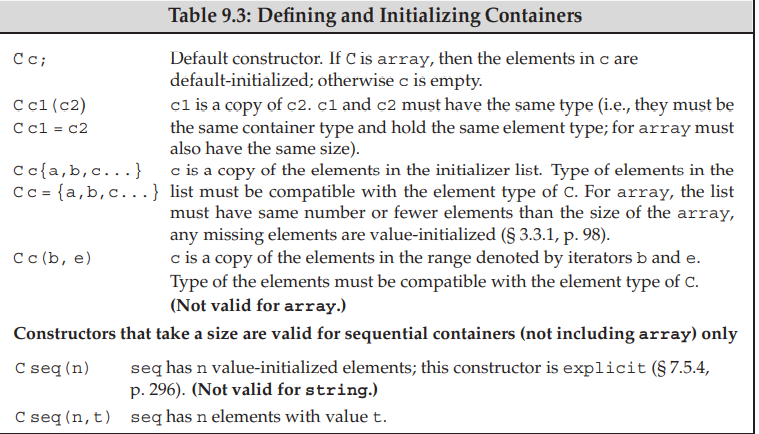 Table 9.3: Defining and Initializing Containers
C c; Default constructor. If C is array, then the elements in c are
default-initialized; otherwise c is empty.
C c1(c2) c1 is a copy of c2. c1 and c2 must have the same type (i.e., they must be
C c1 = c2 the same container type and hold the same element type; for array must
also have the same size).
C c{a,b,c...} c is a copy of the elements in the initializer list. Type of elements in the
C c = {a,b,c...} list must be compatible with the element type of C. For array, the list
must have same number or fewer elements than the size of the array,
any missing elements are value-initialized (§ 3.3.1, p. 98).
C c(b, e) c is a copy of the elements in the range denoted by iterators b and e.
Type of the elements must be compatible with the element type of C.
(Not valid for array.)
Constructors that take a size are valid for sequential containers (not including array) only
C seq(n) seq has n value-initialized elements; this constructor is explicit (§ 7.5.4,
p. 296). (Not valid for string.)
C seq(n,t) seq has n elements with value t.